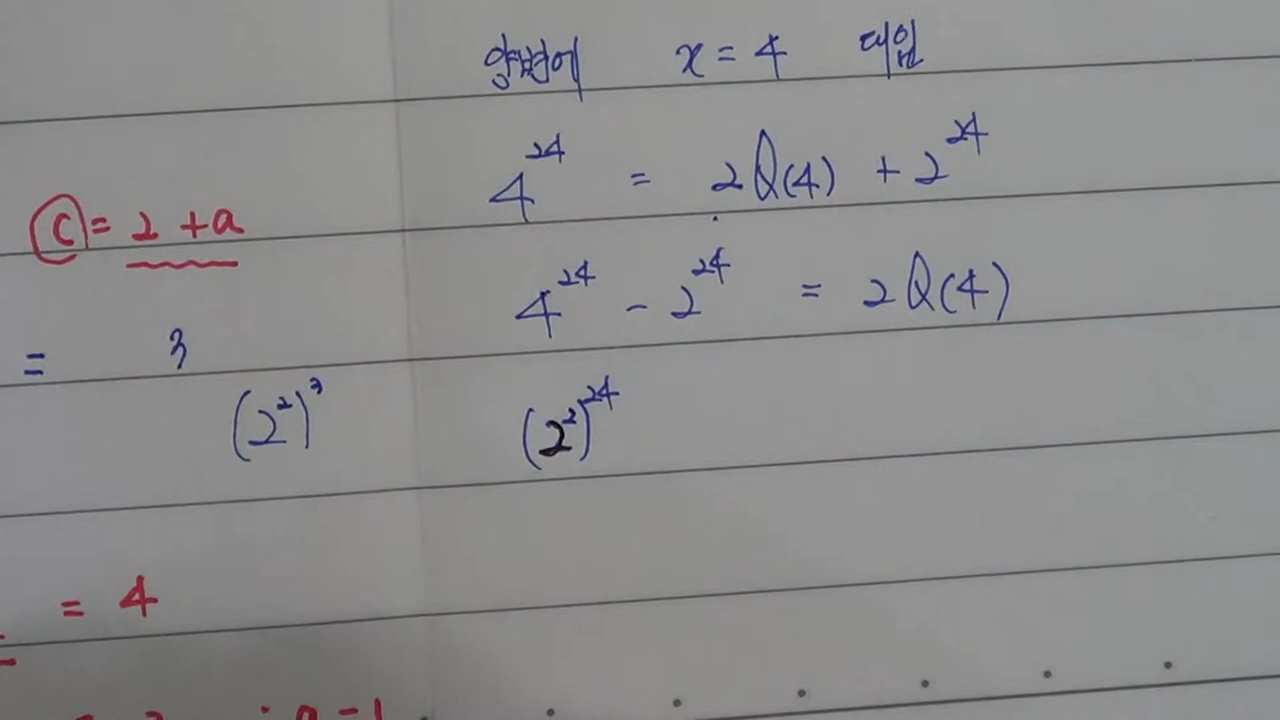 양변에 x = 4 대입
4^24 = 2Q(4) + 2^24
C = 2 + a
4^24 - 2^24 = 2Q(4)
= 3
(2^2)^3 (2^2)^24
= 4
a - 1